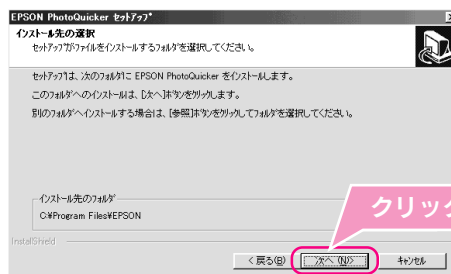 EPSON PhotoQuicker セットアップ
インストール先の選択
セットアップがファイルをインストールするフォルダを選択してください。
セットアップは、次のフォルダに EPSON PhotoQuicker をインストールします。
このフォルダへのインストールは、[次へ]ボタンをクリックします。
別のフォルダへインストールする場合は、[参照]ボタンをクリックしてフォルダを選択してください。
インストール先のフォルダ
C:¥Program Files¥EPSON
クリック
InstallShield
< 戻る(B) 次へ (N)> キャンセル